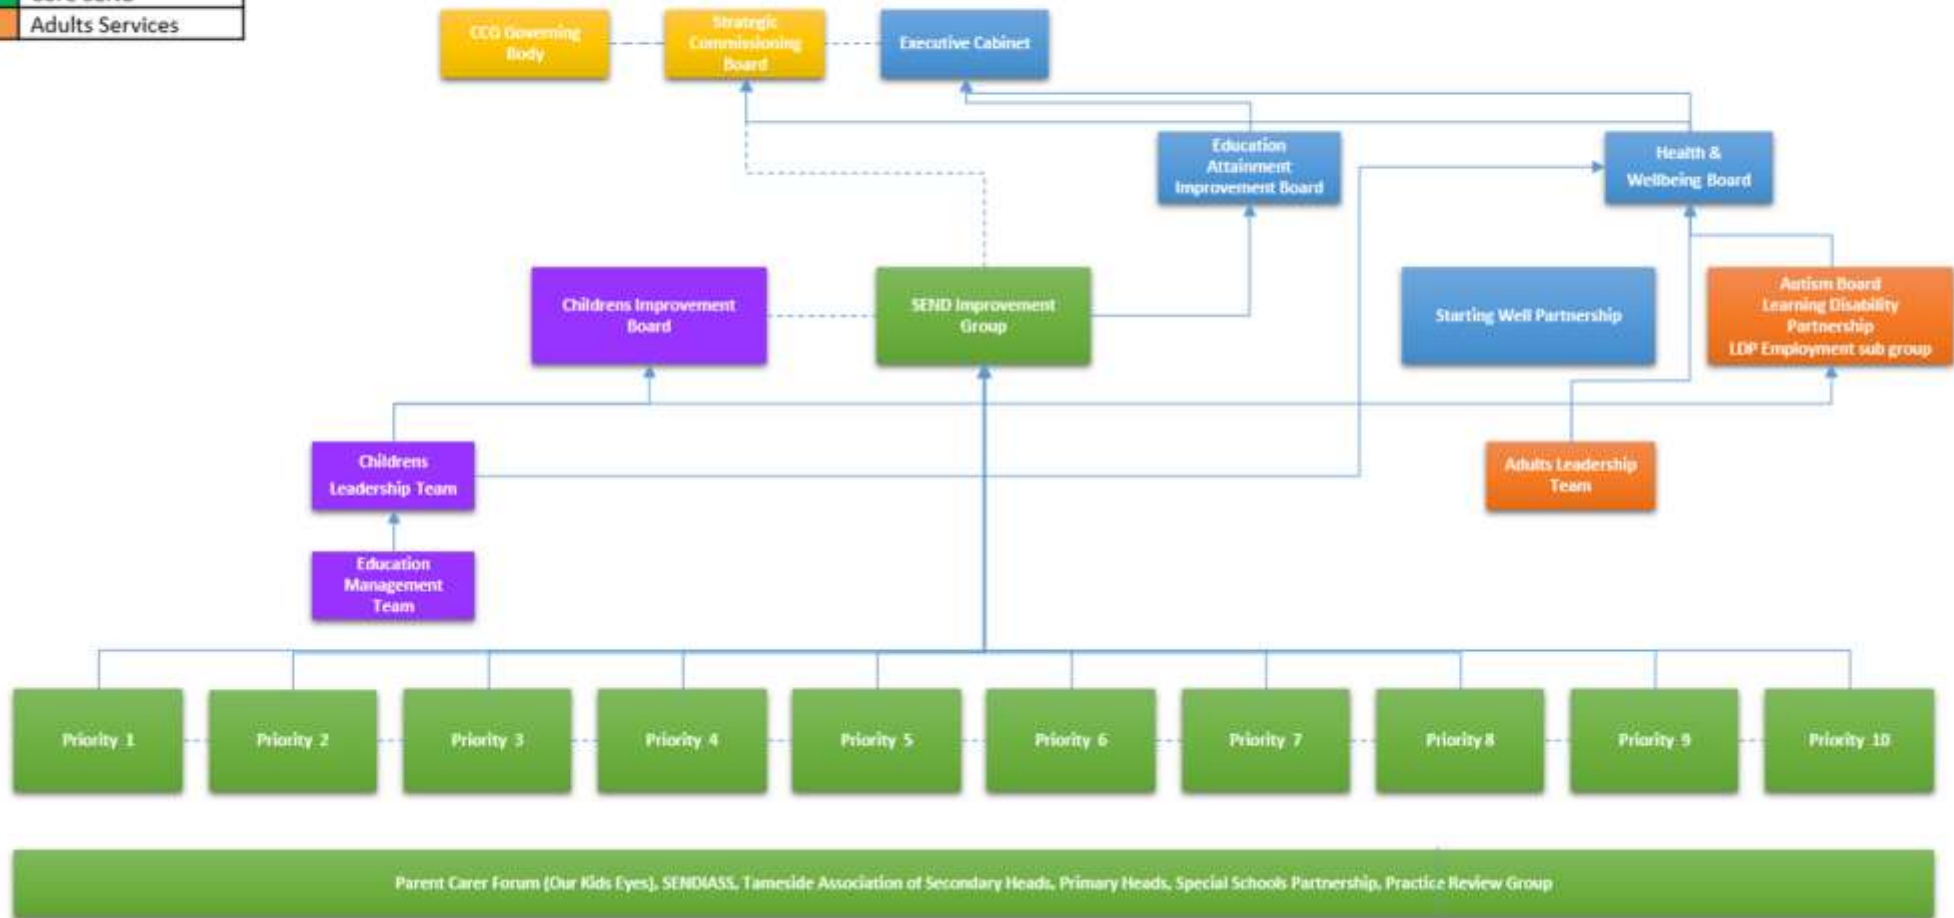 Adults Services
CCG Governing
Body
Strategic
Commissioning
Board
Executive Cabinet
Education
Attainment
Improvement Board
Health &
Wellbeing Board
Childrens Improvement
Board
SEND Improvement
Group
Starting Well Partnership
Autism Board
Learning Disability
Partnership
LDP Employment sub group
Childrens
Leadership Team
Adults Leadership
Team
Education
Management
Team
Priority 1
Priority 2
Priority 3
Priority 4
Priority 5
Priority 6
Priority 7
Priority 8
Priority 9
Priority 10
Parent Carer Forum (Our Kids Eyes), SENDIASS, Tameside Association of Secondary Heads, Primary Heads, Special Schools Partnership, Practice Review Group